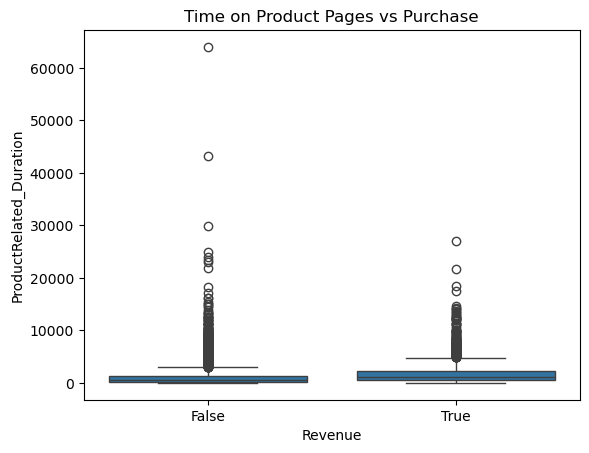 Time on Product Pages vs Purchase
60000
50000
40000
30000
20000
10000
0
ProductRelated_Duration
False
True
Revenue